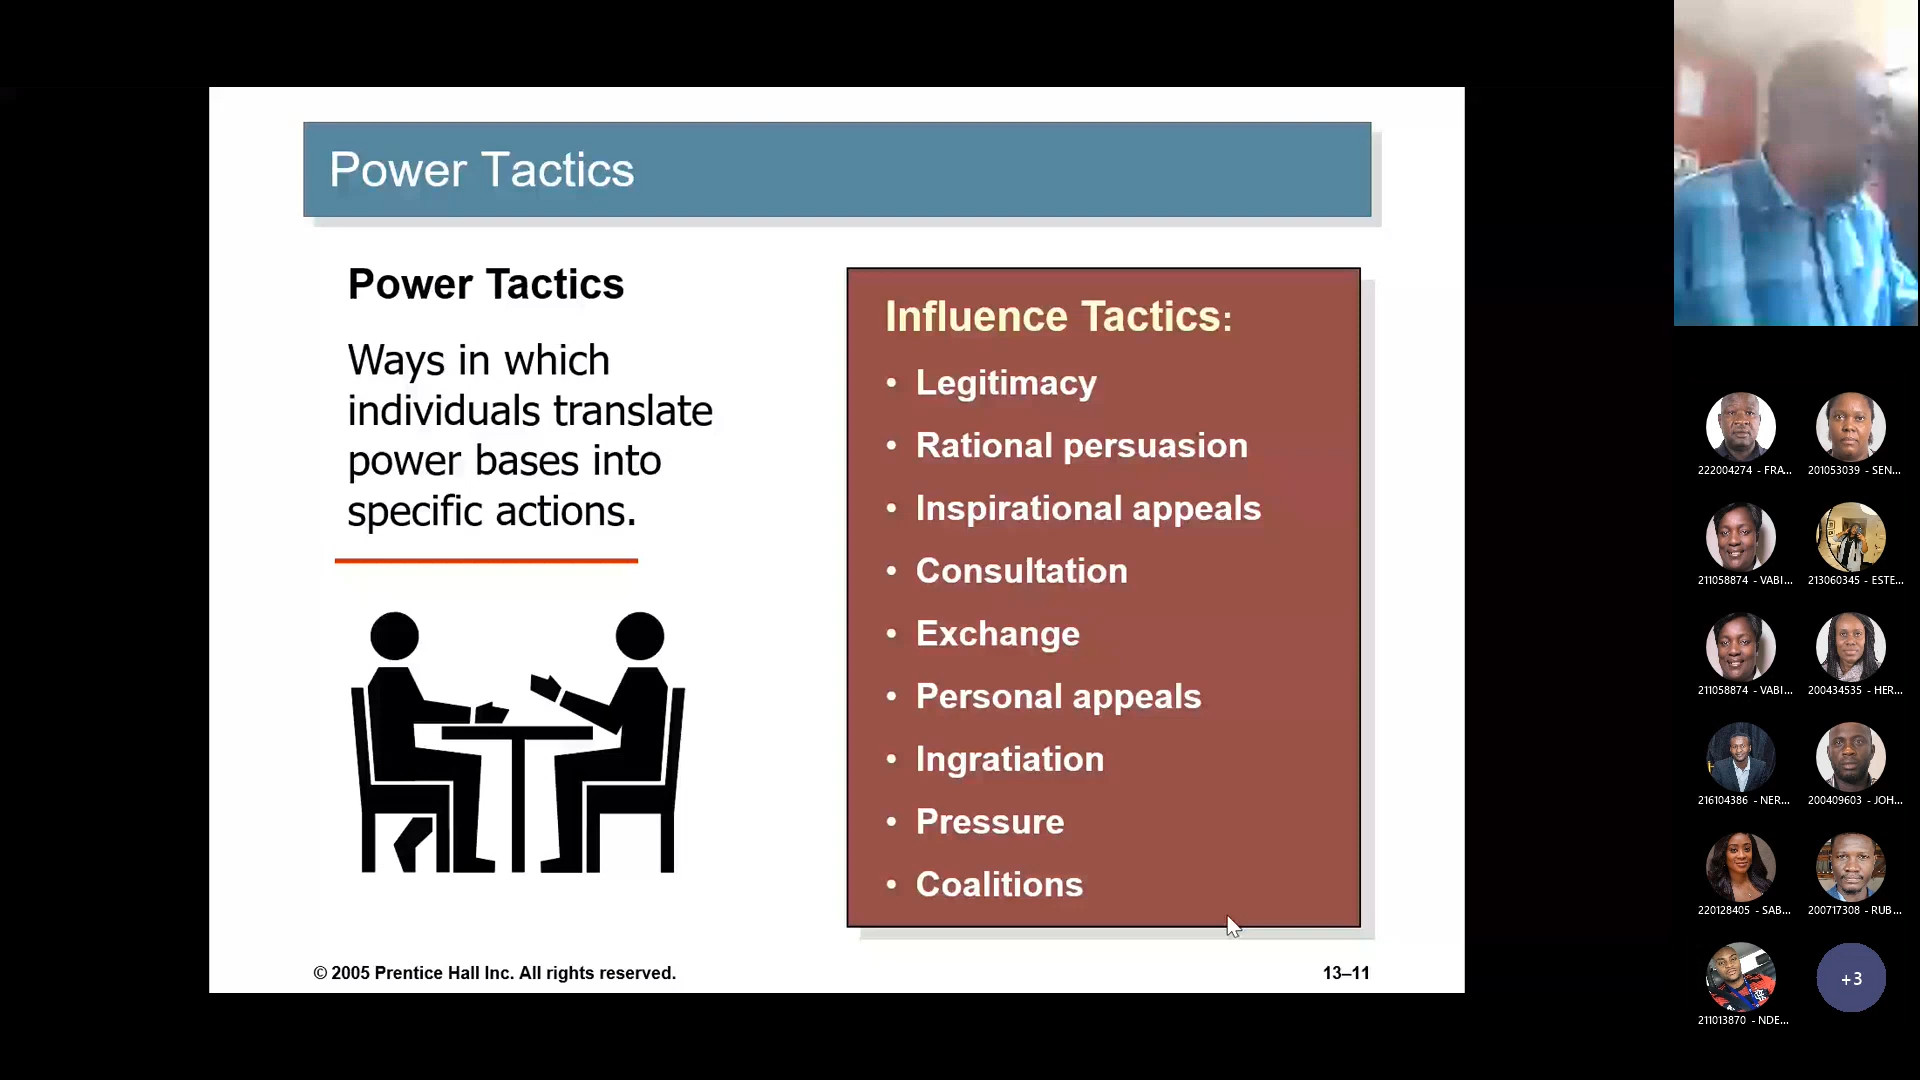 Power Tactics
Power Tactics
Ways in which
individuals translate
power bases into
specific actions.
Influence Tactics:
• Legitimacy
• Rational persuasion
• Inspirational appeals
• Consultation
• Exchange
• Personal appeals
• Ingratiation
• Pressure
• Coalitions
© 2005 Prentice Hall Inc. All rights reserved.
13–11
222004274 - FRA...
201053039 - SEN...
211058874 - VABI...
213060345 - ESTE...
211058874 - VABI...
200434535 - HER...
216104386 - NER...
200409603 - JOH...
220128405 - SAB...
200717308 - RUB...
211013870 - NDE...
+3